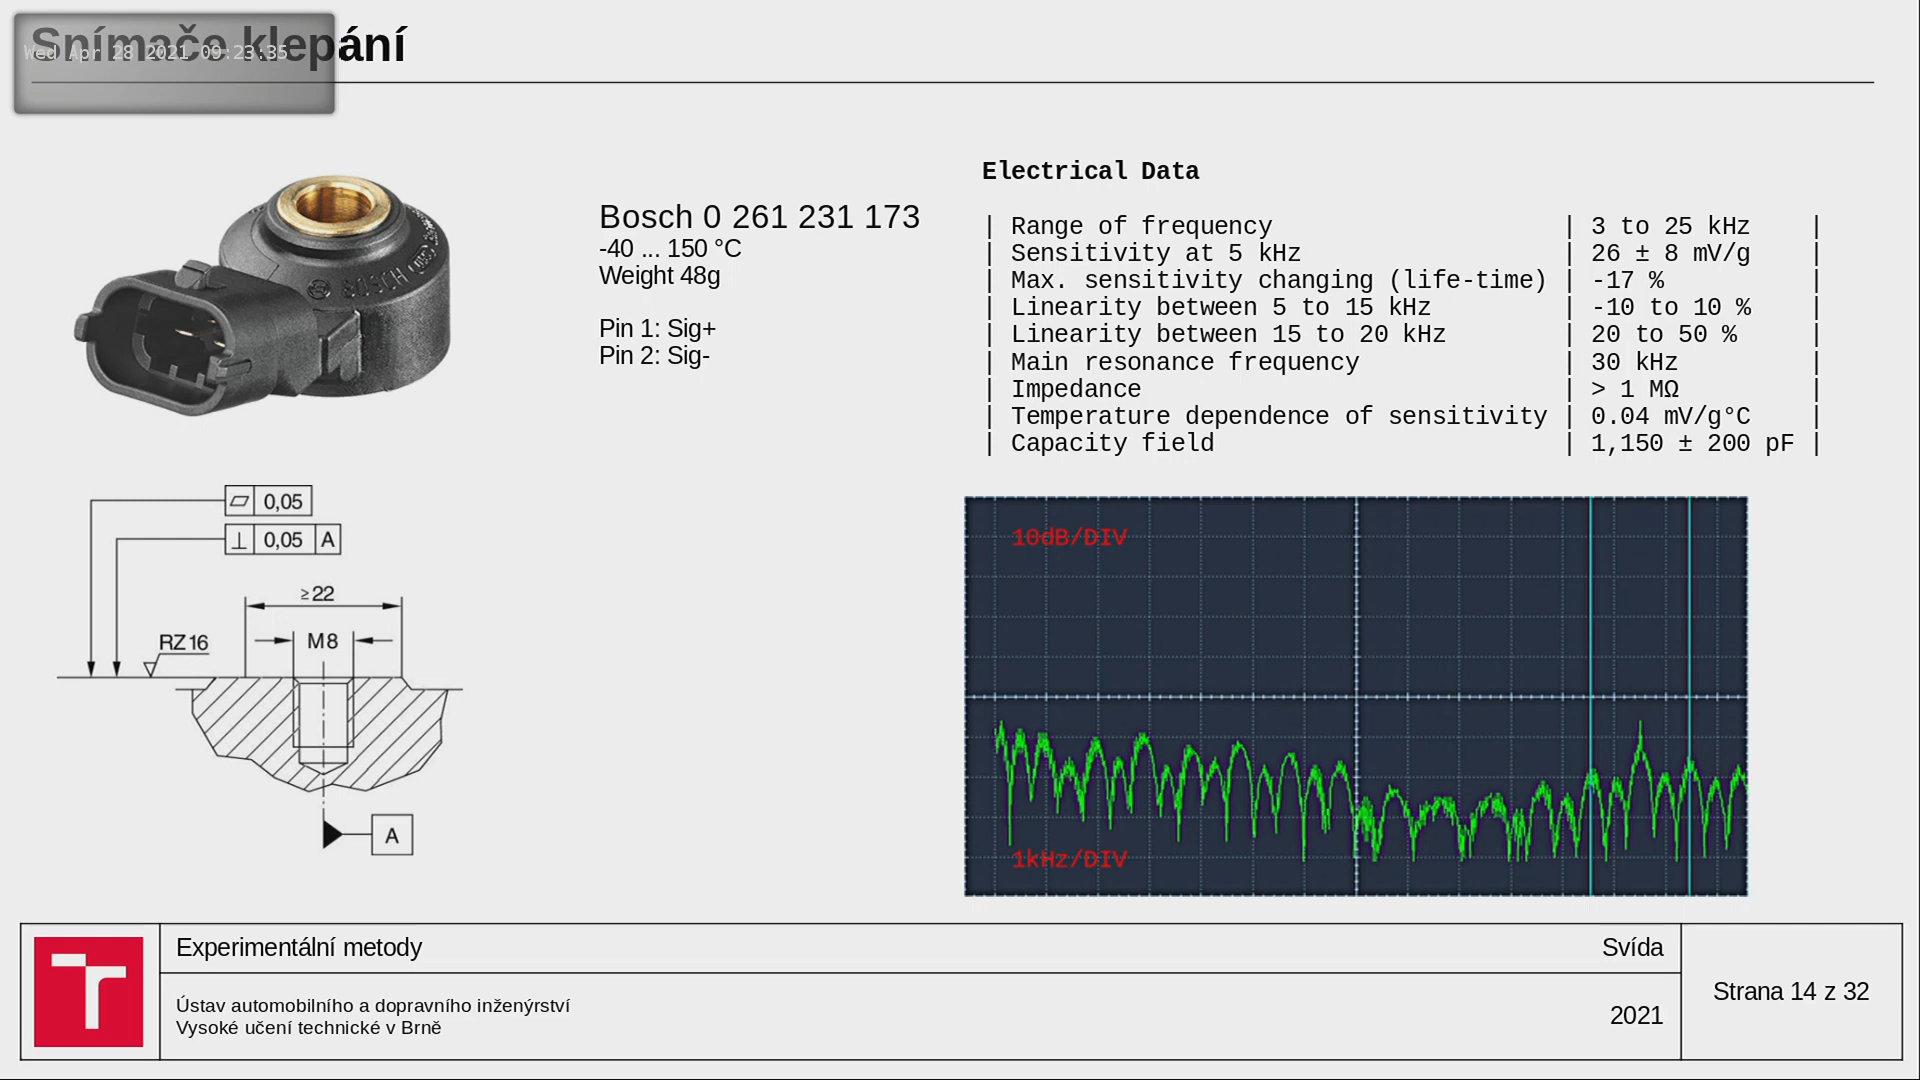 Snímače klepání
Wed Apr 28 2021 09:23:35
BOSCH
Bosch 0 261 231 173
-40 ... 150 °C
Weight 48g
Pin 1: Sig+
Pin 2: Sig-
Electrical Data
| Range of frequency | 3 to 25 kHz |
| Sensitivity at 5 kHz | 26 ± 8 mV/g |
| Max. sensitivity changing (life-time) | -17 % |
| Linearity between 5 to 15 kHz | -10 to 10 % |
| Linearity between 15 to 20 kHz | 20 to 50 % |
| Main resonance frequency | 30 kHz |
| Impedance | > 1 MΩ |
| Temperature dependence of sensitivity | 0.04 mV/g°C |
| Capacity field | 1,150 ± 200 pF |
⏥ 0,05
⊥ 0,05 A
≥22
M8
RZ16
A
10dB/DIV
1kHz/DIV
Experimentální metody
Svída
Ústav automobilního a dopravního inženýrství
Vysoké učení technické v Brně
2021
Strana 14 z 32